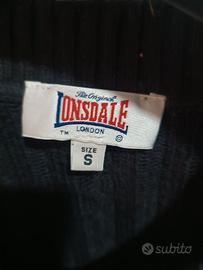 The Original
LONSDALE
TM LONDON ©
SIZE
S
subito